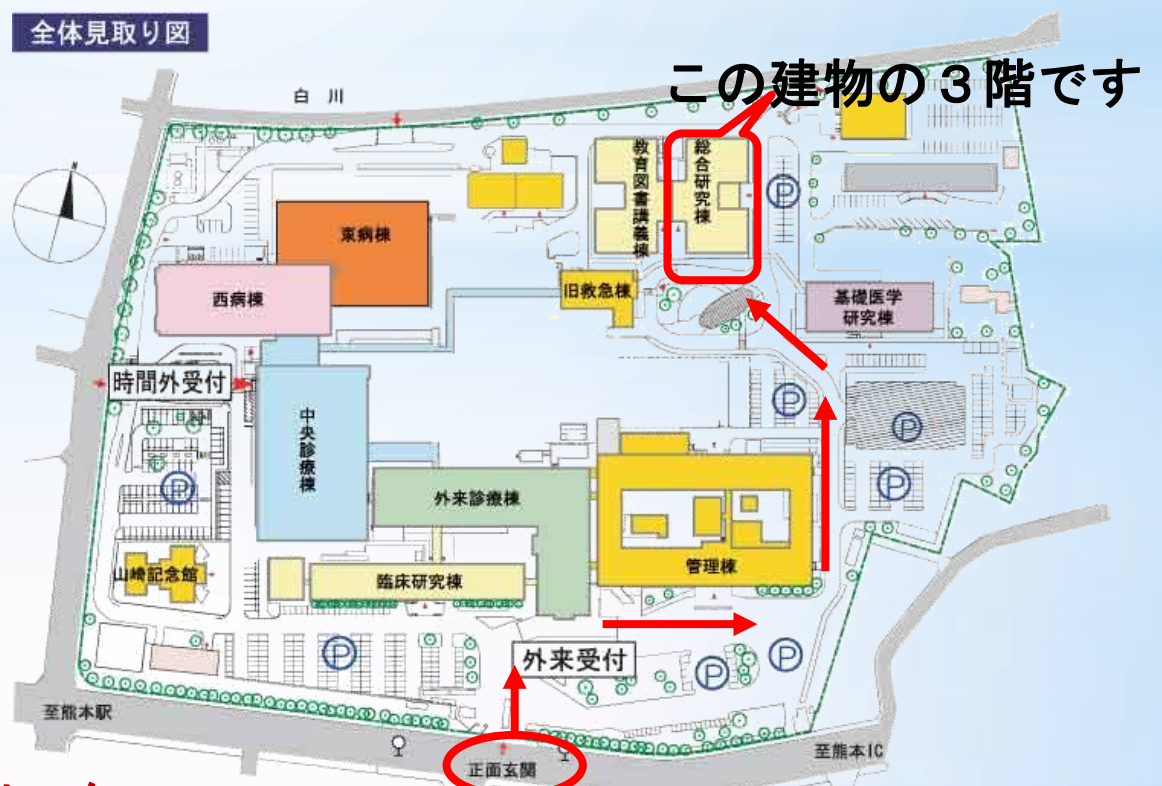 全体見取り図
この建物の３階です
白川
N
教育図書講義棟
総合研究棟
P
東病棟
西病棟
旧救急棟
基礎医学
研究棟
時間外受付
P
P
中央診療棟
P
P
外来診療棟
管理棟
山崎記念館
臨床研究棟
P
外来受付
P
P
至熊本駅
正面玄関
至熊本IC